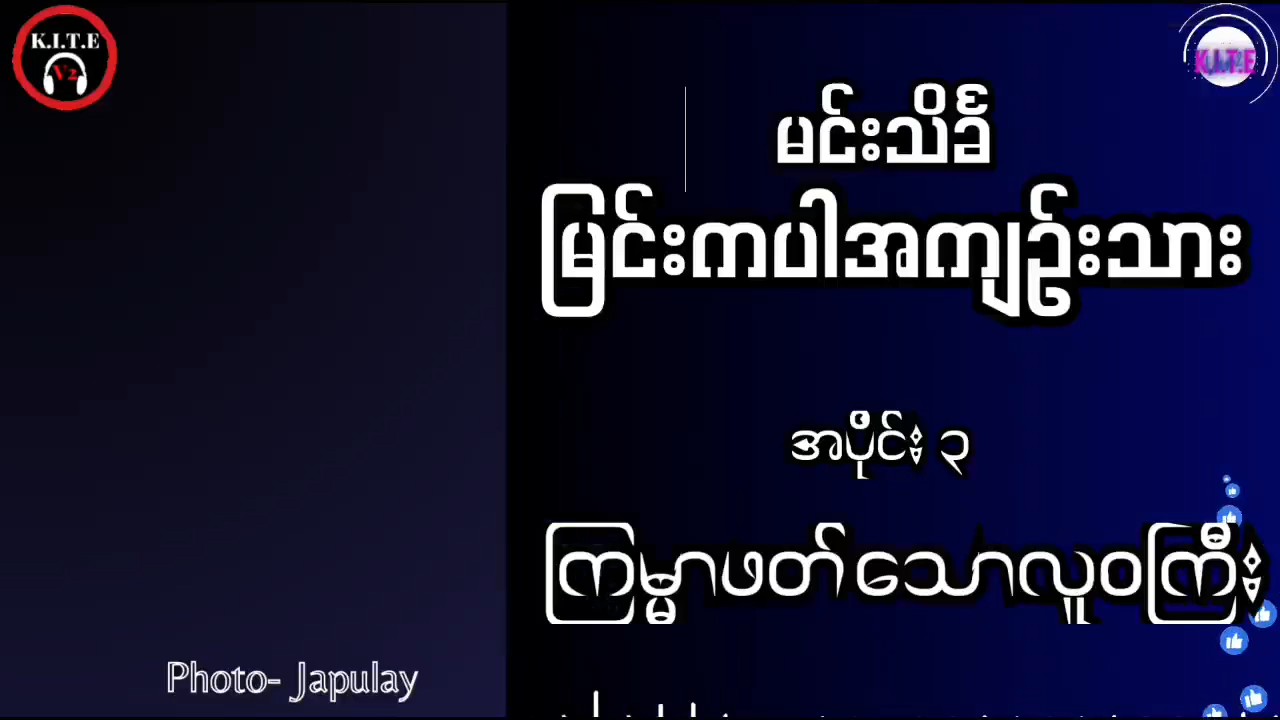 K.I.T.E
V2
K.I.T.E
မင်းသိင်္ခ
မြင်းကပါအကျဉ်းသား
အပိုင်း ၃
ကြမ္မာဖတ်သောလူဝကြီး
Photo- Japulay